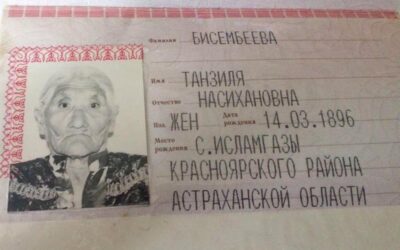 Фамилия БИСЕМБЕЕВА
Имя ТАНЗИЛЯ
Отчество НАСИХАНОВНА
Пол ЖЕН Дата рождения 14.03.1896
Место рождения С.ИСЛАМГАЗЫ
КРАСНОЯРСКОГО РАЙОНА
АСТРАХАНСКОЙ ОБЛАСТИ